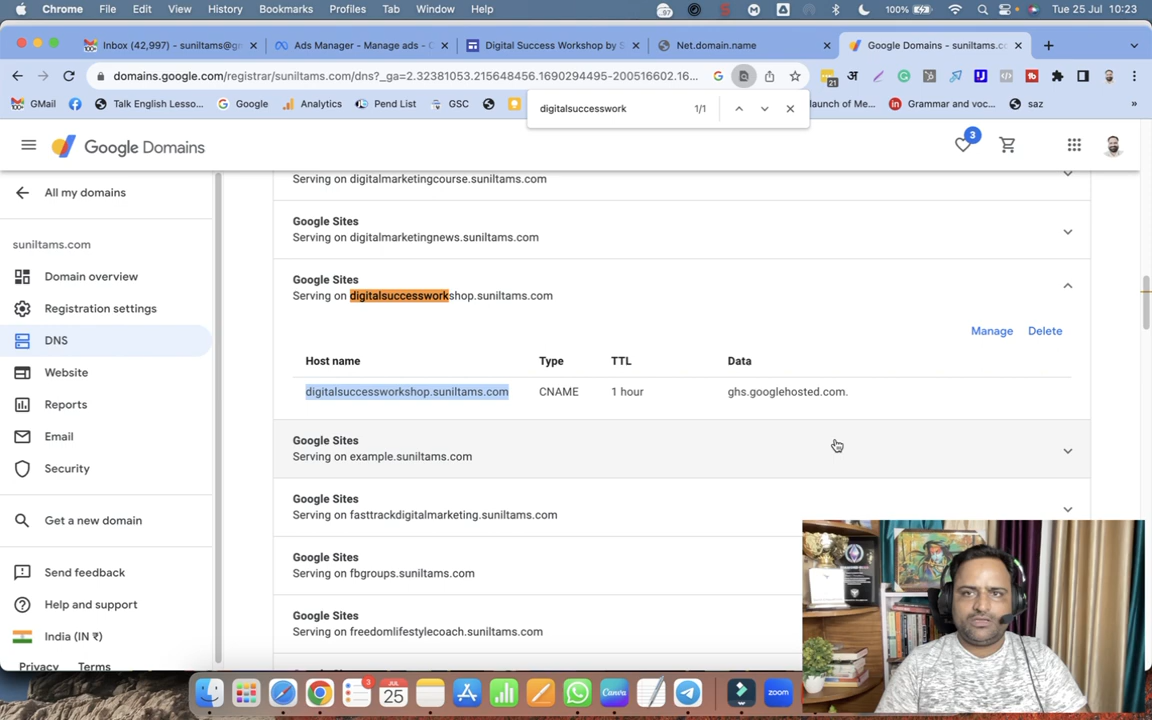 Chrome File Edit View History Bookmarks Profiles Tab Window Help 97 100% Tue 25 Jul 10:23
Inbox (42,997) - suniltams@gm
Ads Manager - Manage ads - C
Digital Success Workshop by S
Net.domain.name
Google Domains - suniltams.co
domains.google.com/registrar/suniltams.com/dns?_ga=2.32381053.215648456.1690294495-200516602.16...
21 अ
GMail Talk English Lesso... Google Analytics Pend List GSC launch of Me... Grammar and voc... saz »
digitalsuccesswork 1/1
Google Domains
3
All my domains
suniltams.com
Domain overview
Registration settings
DNS
Website
Reports
Email
Security
Get a new domain
Send feedback
Help and support
India (IN ₹)
Privacy Terms
Serving on digitalmarketingcourse.suniltams.com
Google Sites
Serving on digitalmarketingnews.suniltams.com
Google Sites
Serving on digitalsuccessworkshop.suniltams.com
Manage Delete
Host name Type TTL Data
digitalsuccessworkshop.suniltams.com CNAME 1 hour ghs.googlehosted.com.
Google Sites
Serving on example.suniltams.com
Google Sites
Serving on fasttrackdigitalmarketing.suniltams.com
Google Sites
Serving on fbgroups.suniltams.com
Google Sites
Serving on freedomlifestylecoach.suniltams.com
3
JUL
25
zoom